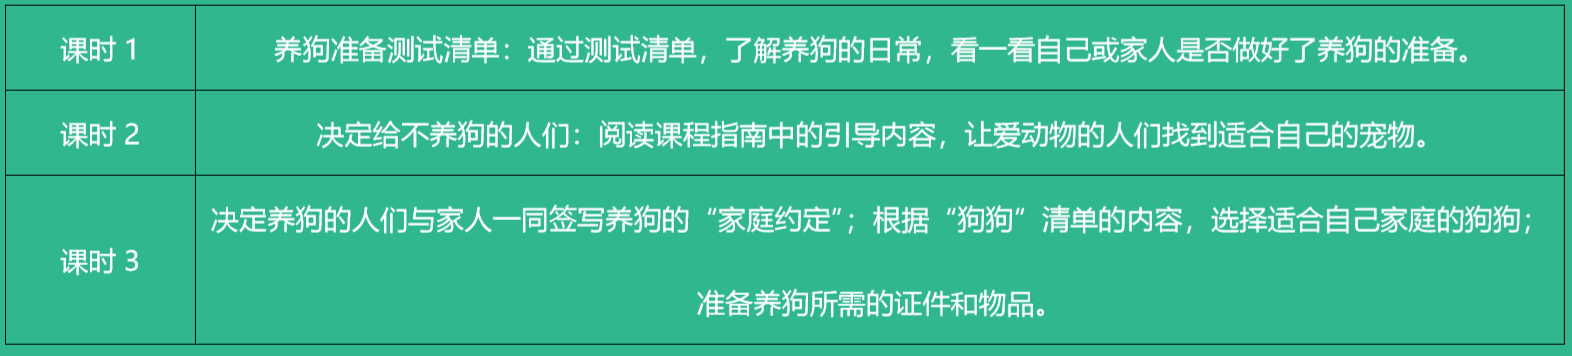 课时 1
养狗准备测试清单：通过测试清单，了解养狗的日常，看一看自己或家人是否做好了养狗的准备。
课时 2
决定给不养狗的人们：阅读课程指南中的引导内容，让爱动物的人们找到适合自己的宠物。
课时 3
决定养狗的人们与家人一同签写养狗的“家庭约定”；根据“狗狗”清单的内容，选择适合自己家庭的狗狗；
准备养狗所需的证件和物品。